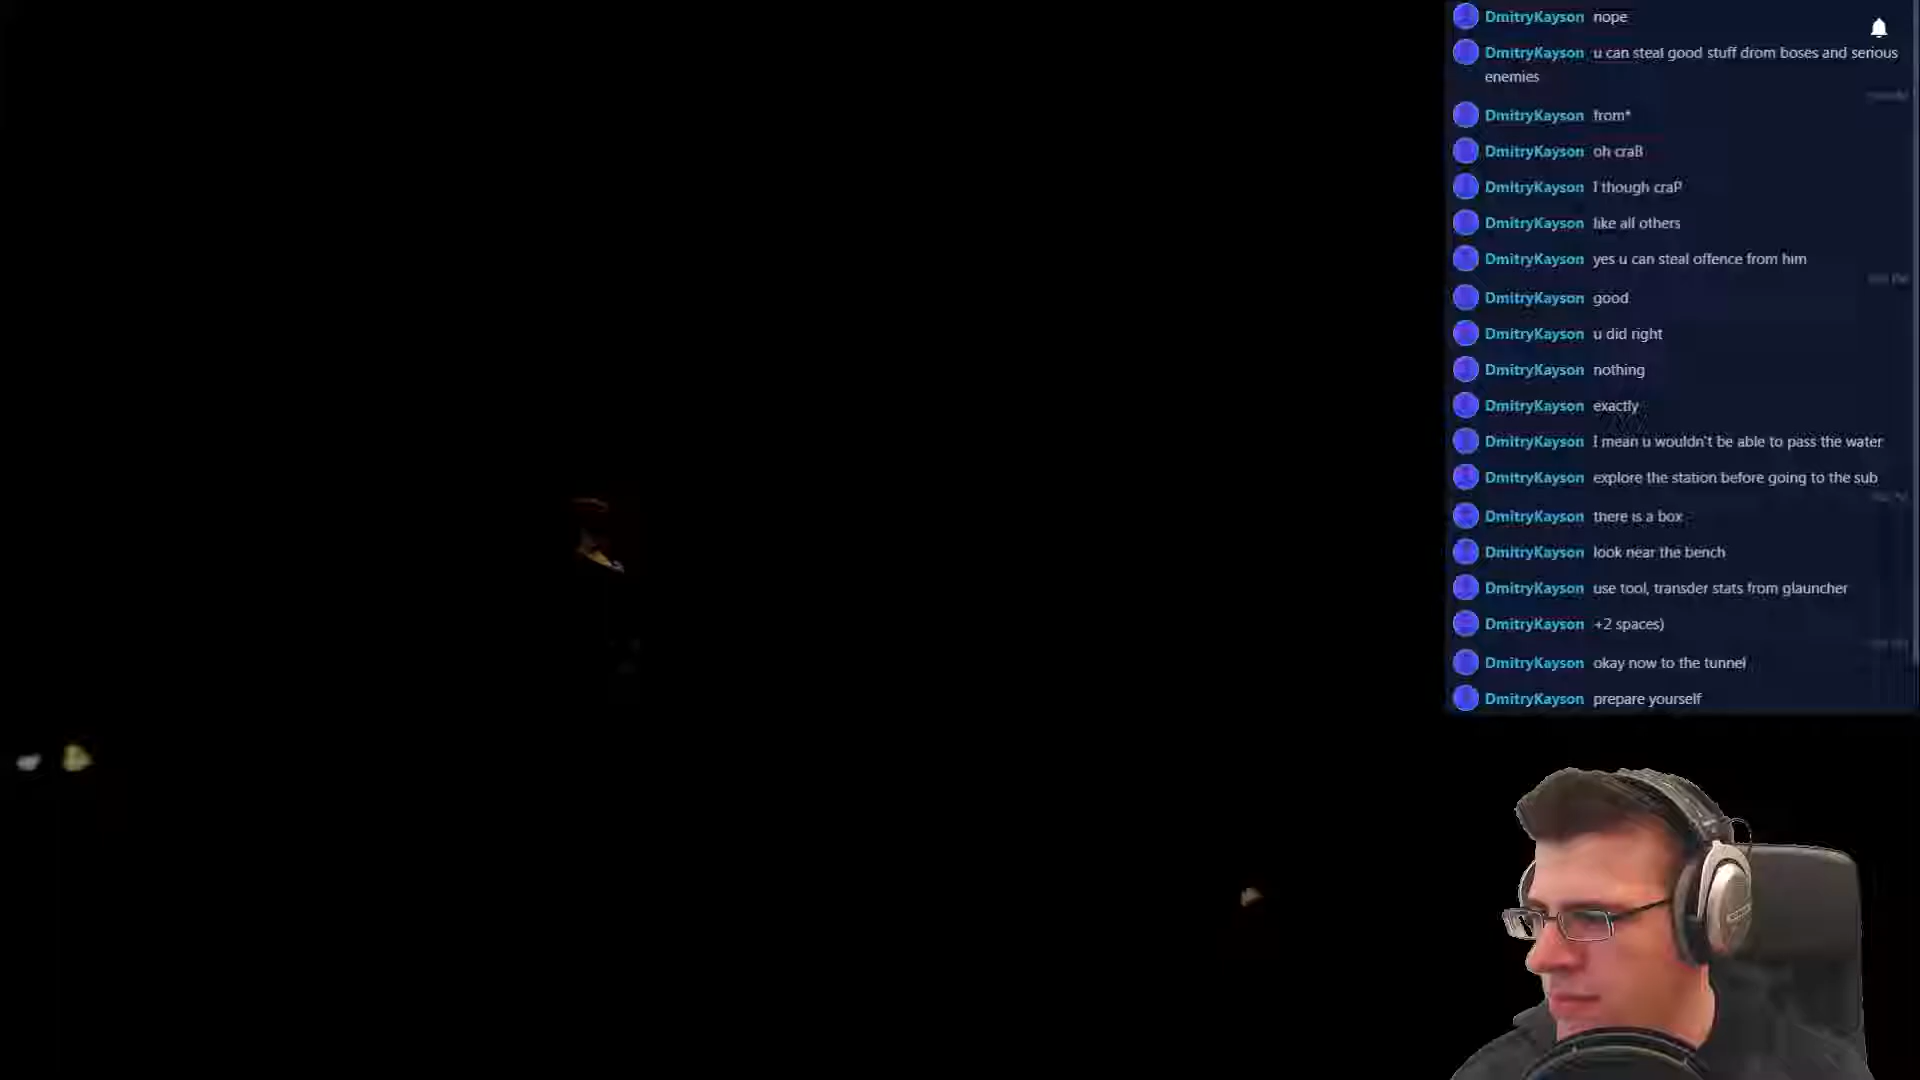 DmitryKayson nope
DmitryKayson u can steal good stuff drom boses and serious
enemies
DmitryKayson from*
DmitryKayson oh craB
DmitryKayson I though craP
DmitryKayson like all others
DmitryKayson yes u can steal offence from him
DmitryKayson good
DmitryKayson u did right
DmitryKayson nothing
DmitryKayson exactly
DmitryKayson I mean u wouldn't be able to pass the water
DmitryKayson explore the station before going to the sub
DmitryKayson there is a box
DmitryKayson look near the bench
DmitryKayson use tool, transder stats from glauncher
DmitryKayson +2 spaces)
DmitryKayson okay now to the tunnel
DmitryKayson prepare yourself